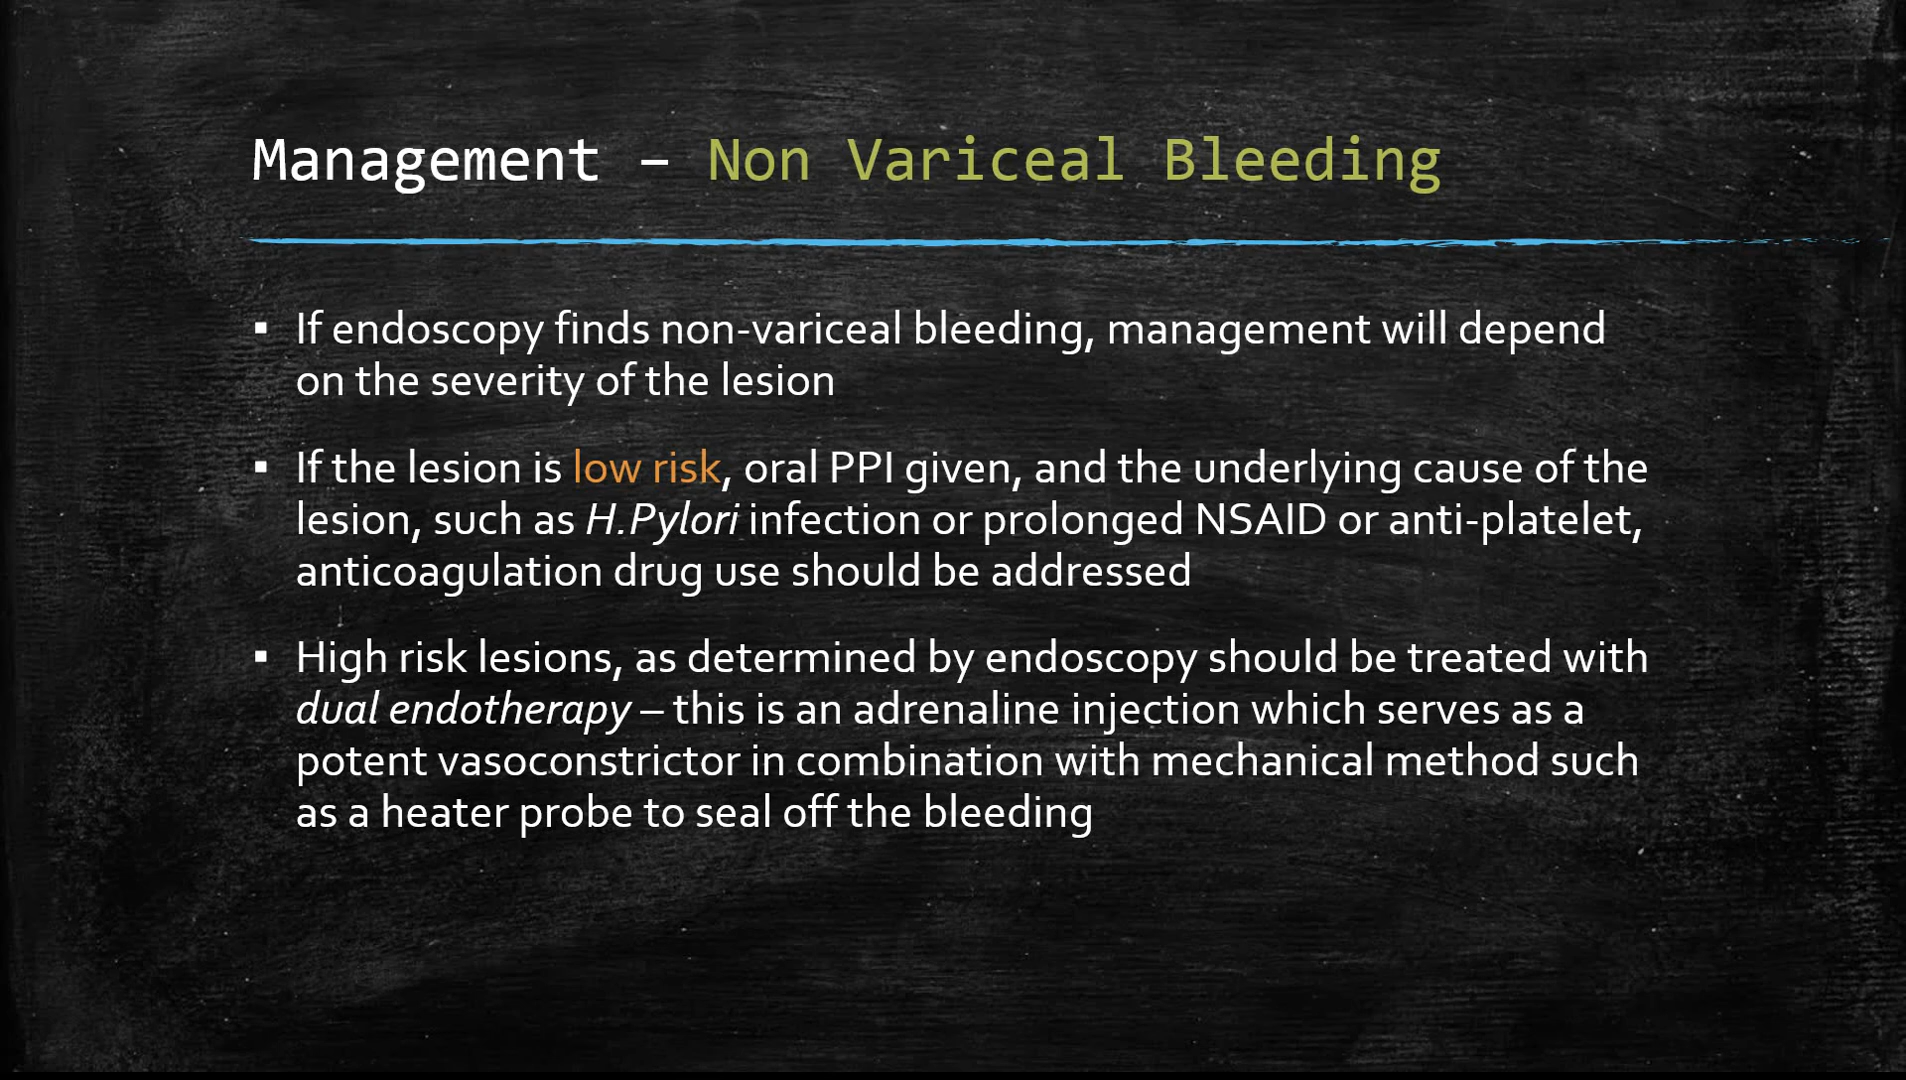 Management – Non Variceal Bleeding
▪ If endoscopy finds non-variceal bleeding, management will depend
on the severity of the lesion
▪ If the lesion is low risk, oral PPI given, and the underlying cause of the
lesion, such as H.Pylori infection or prolonged NSAID or anti-platelet,
anticoagulation drug use should be addressed
▪ High risk lesions, as determined by endoscopy should be treated with
dual endotherapy – this is an adrenaline injection which serves as a
potent vasoconstrictor in combination with mechanical method such
as a heater probe to seal off the bleeding